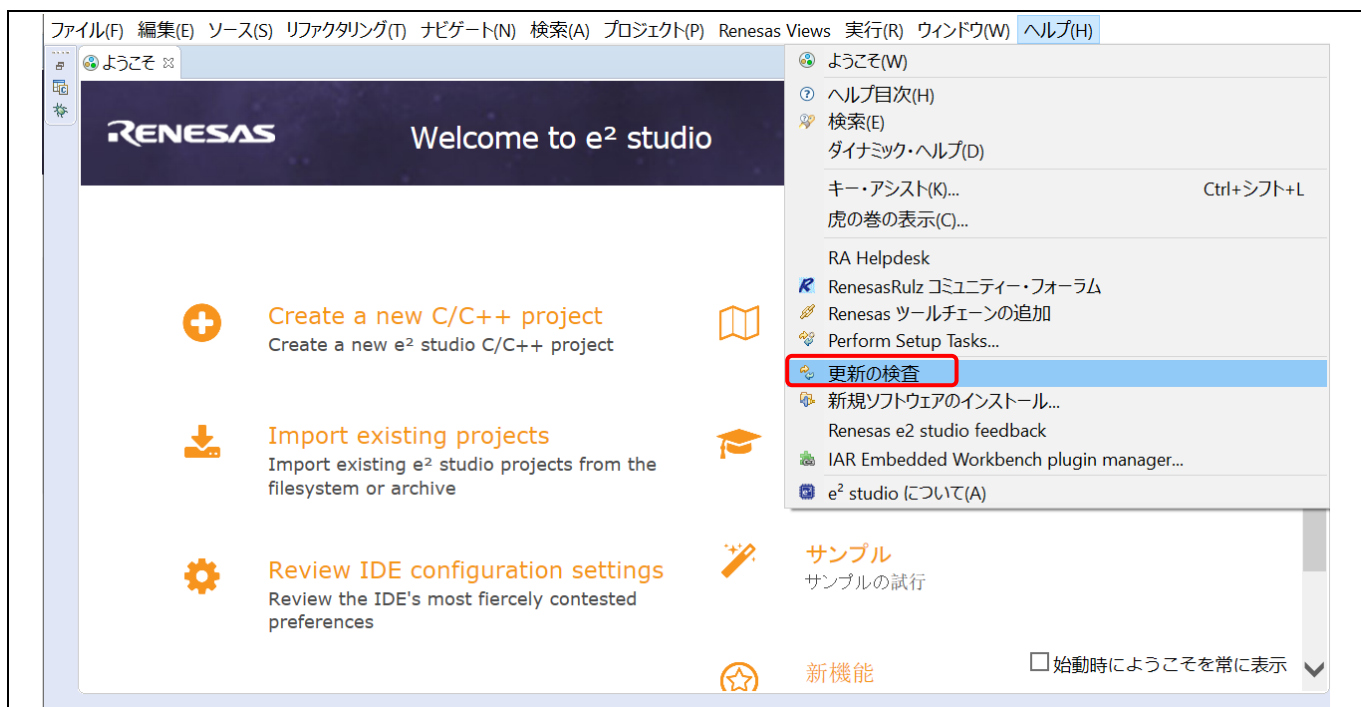 ファイル(F) 編集(E) ソース(S) リファクタリング(T) ナビゲート(N) 検索(A) プロジェクト(P) Renesas Views 実行(R) ウィンドウ(W) ヘルプ(H)
ようこそ
RENESAS
Welcome to e² studio
Create a new C/C++ project
Create a new e² studio C/C++ project
Import existing projects
Import existing e² studio projects from the
filesystem or archive
Review IDE configuration settings
Review the IDE's most fiercely contested
preferences
ようこそ(W)
ヘルプ目次(H)
検索(E)
ダイナミック・ヘルプ(D)
キー・アシスト(K)... Ctrl+シフト+L
虎の巻の表示(C)...
RA Helpdesk
RenesasRulz コミュニティー・フォーラム
Renesas ツールチェーンの追加
Perform Setup Tasks...
更新の検査
新規ソフトウェアのインストール...
Renesas e2 studio feedback
IAR Embedded Workbench plugin manager...
e² studio について(A)
サンプル
サンプルの試行
新機能
始動時にようこそを常に表示